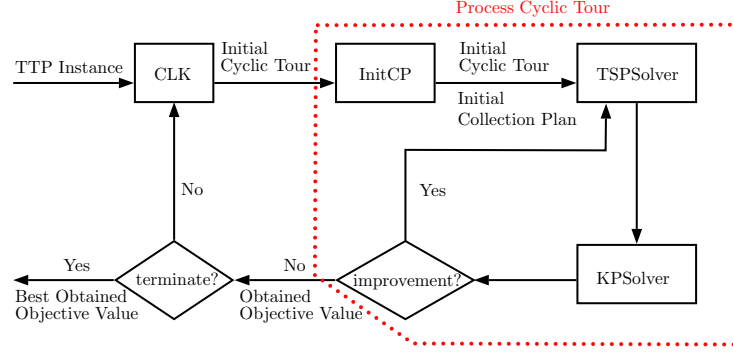 Process Cyclic Tour
TTP Instance
CLK
Initial
Cyclic Tour
InitCP
Initial
Cyclic Tour
Initial
Collection Plan
TSPSolver
No
Yes
Yes
Best Obtained
Objective Value
terminate?
No
Obtained
Objective Value
improvement?
KPSolver